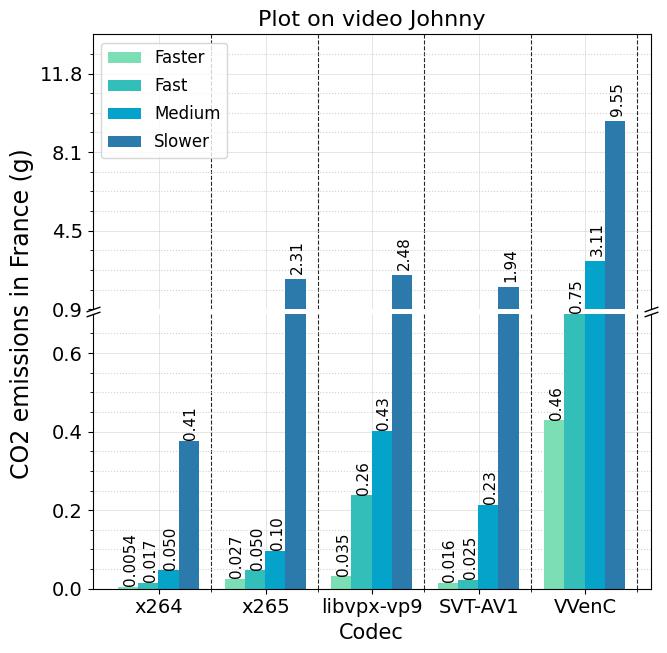 Plot on video Johnny
Faster
Fast
Medium
Slower
CO2 emissions in France (g)
11.8
8.1
4.5
0.9
0.6
0.4
0.2
0.0
0.0054
0.017
0.050
0.41
0.027
0.050
0.10
2.31
0.035
0.26
0.43
2.48
0.016
0.025
0.23
1.94
0.46
0.75
3.11
9.55
x264
x265
libvpx-vp9
SVT-AV1
VVenC
Codec